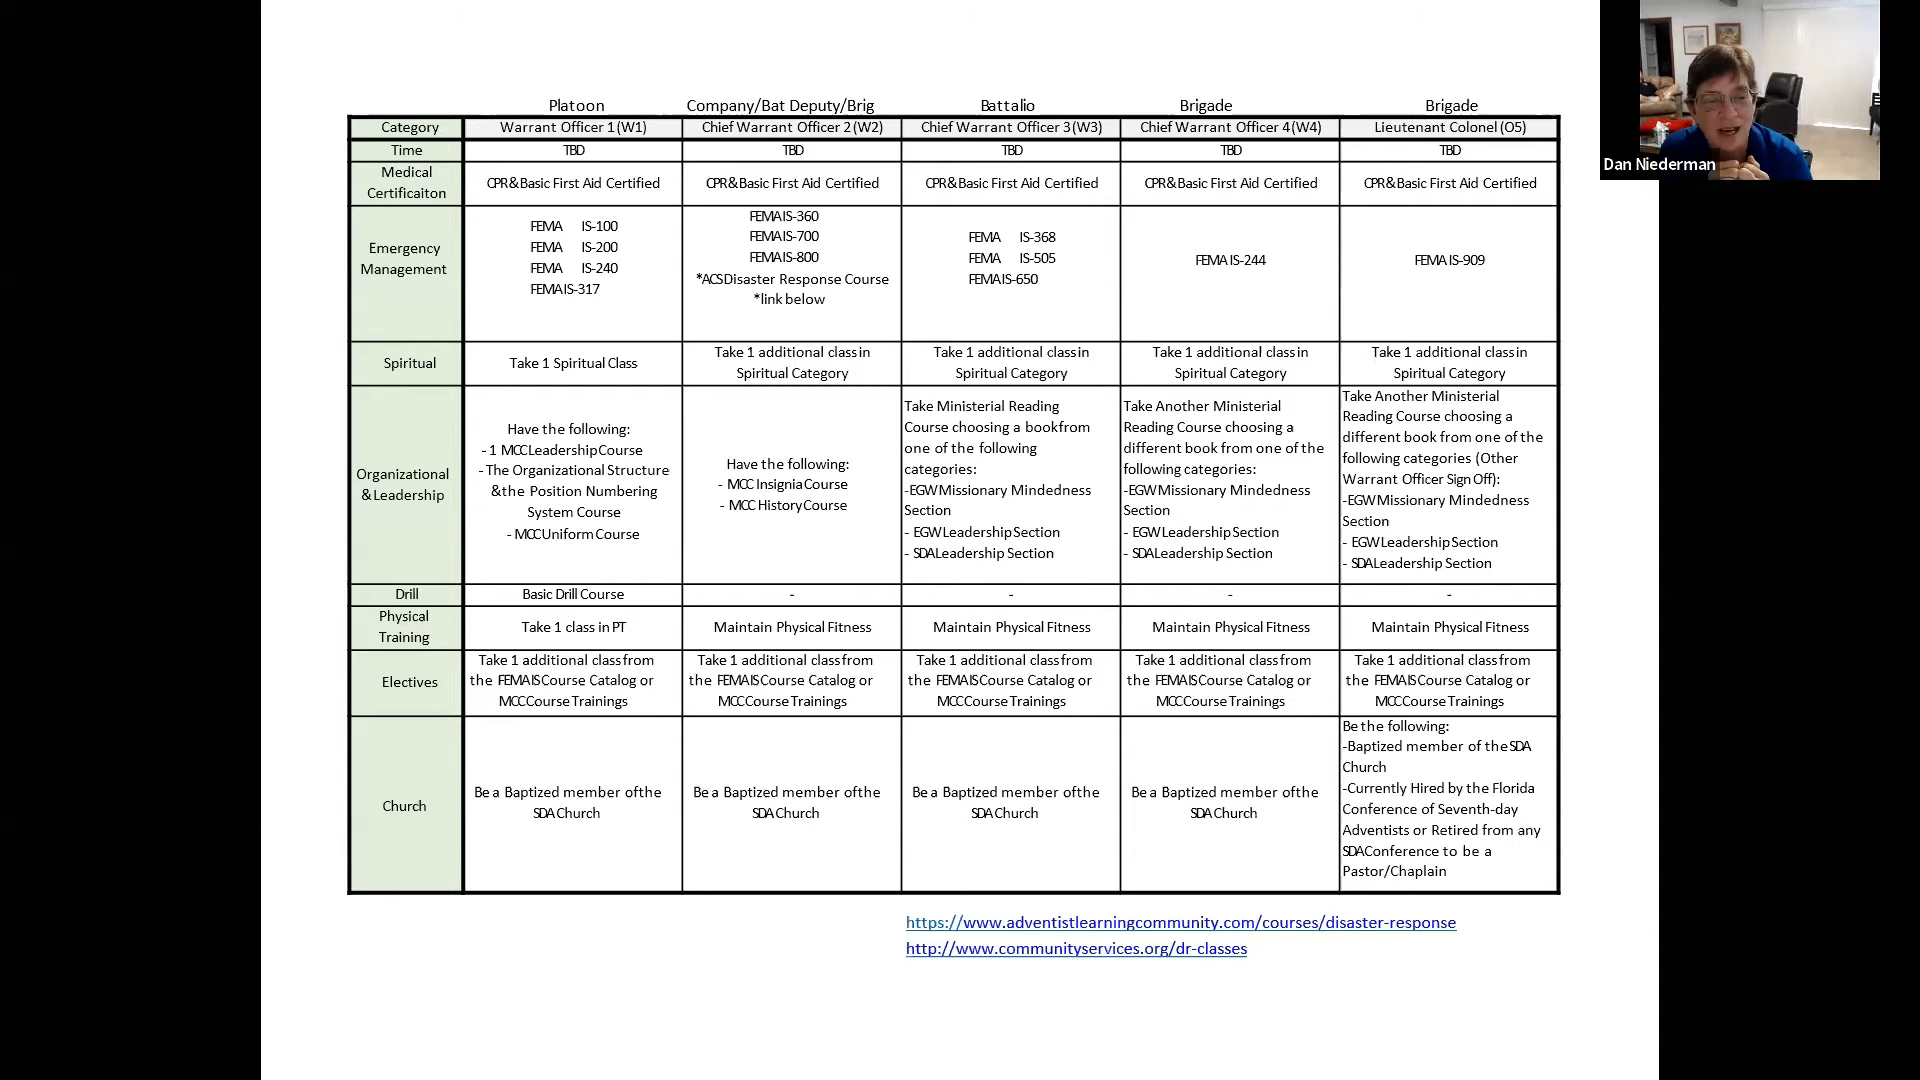 Platoon Company/Bat Deputy/Brig Battalio Brigade Brigade
Category Warrant Officer 1 (W1) Chief Warrant Officer 2 (W2) Chief Warrant Officer 3 (W3) Chief Warrant Officer 4 (W4) Lieutenant Colonel (O5)
Time TBD TBD TBD TBD TBD
Medical
Certificaiton
CPR & Basic First Aid Certified
CPR & Basic First Aid Certified
CPR & Basic First Aid Certified
CPR & Basic First Aid Certified
CPR & Basic First Aid Certified
Emergency
Management
FEMA IS-100
FEMA IS-200
FEMA IS-240
FEMA IS-317
FEMA IS-360
FEMA IS-700
FEMA IS-800
*ACS Disaster Response Course
*link below
FEMA IS-368
FEMA IS-505
FEMA IS-650
FEMA IS-244
FEMA IS-909
Spiritual
Take 1 Spiritual Class
Take 1 additional class in
Spiritual Category
Take 1 additional class in
Spiritual Category
Take 1 additional class in
Spiritual Category
Take 1 additional class in
Spiritual Category
Organizational
& Leadership
Have the following:
- 1 MCC Leadership Course
- The Organizational Structure
& the Position Numbering
System Course
- MCC Uniform Course
Have the following:
- MCC Insignia Course
- MCC History Course
Take Ministerial Reading
Course choosing a book from
one of the following
categories:
-EGW Missionary Mindedness
Section
- EGW Leadership Section
- SDA Leadership Section
Take Another Ministerial
Reading Course choosing a
different book from one of the
following categories:
-EGW Missionary Mindedness
Section
- EGW Leadership Section
- SDA Leadership Section
Take Another Ministerial
Reading Course choosing a
different book from one of the
following categories (Other
Warrant Officer Sign Off):
-EGW Missionary Mindedness
Section
- EGW Leadership Section
- SDA Leadership Section
Drill Basic Drill Course - - - -
Physical
Training
Take 1 class in PT
Maintain Physical Fitness
Maintain Physical Fitness
Maintain Physical Fitness
Maintain Physical Fitness
Electives
Take 1 additional class from
the FEMA IS Course Catalog or
MCC Course Trainings
Take 1 additional class from
the FEMA IS Course Catalog or
MCC Course Trainings
Take 1 additional class from
the FEMA IS Course Catalog or
MCC Course Trainings
Take 1 additional class from
the FEMA IS Course Catalog or
MCC Course Trainings
Take 1 additional class from
the FEMA IS Course Catalog or
MCC Course Trainings
Church
Be a Baptized member of the
SDA Church
Be a Baptized member of the
SDA Church
Be a Baptized member of the
SDA Church
Be a Baptized member of the
SDA Church
Be the following:
-Baptized member of the SDA
Church
-Currently Hired by the Florida
Conference of Seventh-day
Adventists or Retired from any
SDA Conference to be a
Pastor/Chaplain
https://www.adventistlearningcommunity.com/courses/disaster-response
http://www.communityservices.org/dr-classes
Dan Niederman